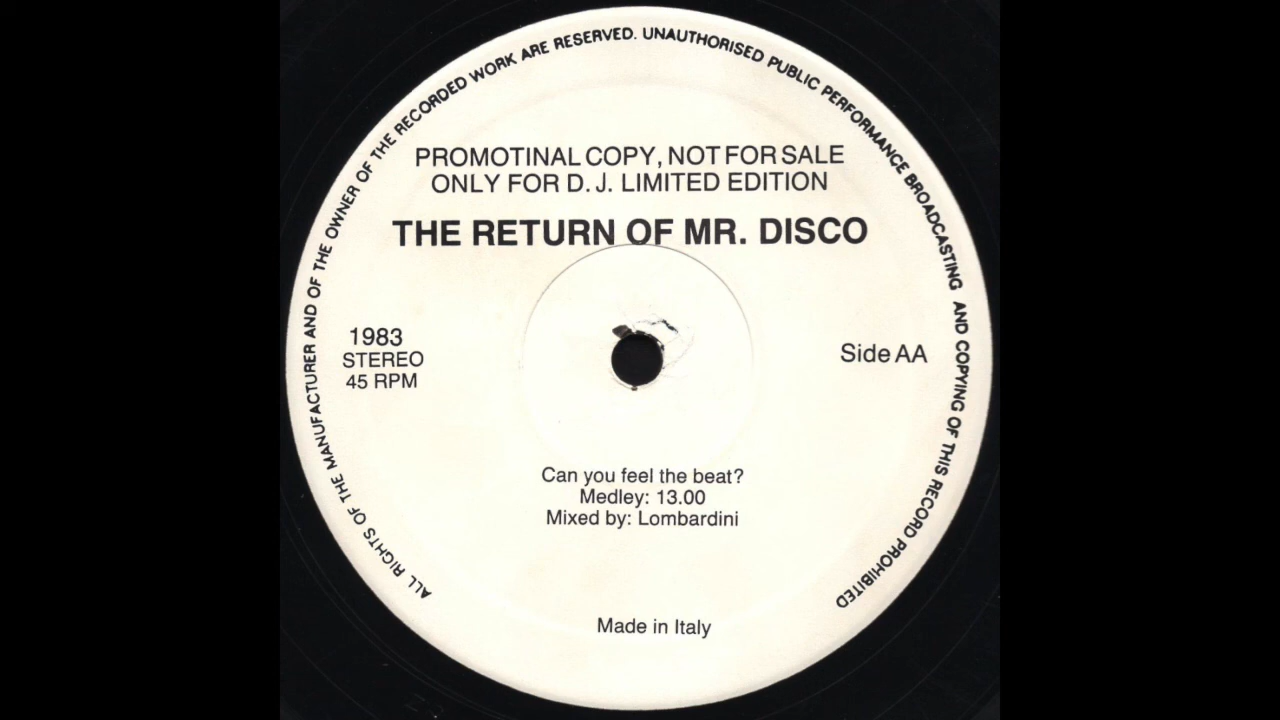 ALL RIGHTS OF THE MANUFACTURER AND OF THE OWNER OF THE RECORDED WORK ARE RESERVED. UNAUTHORISED PUBLIC PERFORMANCE BROADCASTING AND COPYING OF THIS RECORD PROHIBITED
PROMOTINAL COPY, NOT FOR SALE
ONLY FOR D.J. LIMITED EDITION
THE RETURN OF MR. DISCO
1983
STEREO
45 RPM
Side AA
Can you feel the beat?
Medley: 13.00
Mixed by: Lombardini
Made in Italy